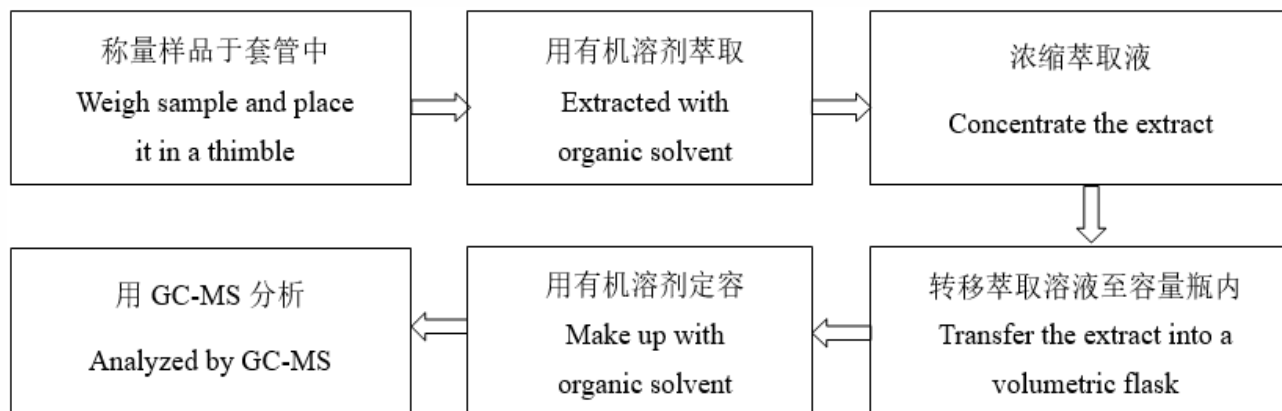 称量样品于套管中
Weigh sample and place
it in a thimble
用有机溶剂萃取
Extracted with
organic solvent
浓缩萃取液
Concentrate the extract
转移萃取溶液至容量瓶内
Transfer the extract into a
volumetric flask
用有机溶剂定容
Make up with
organic solvent
用 GC-MS 分析
Analyzed by GC-MS